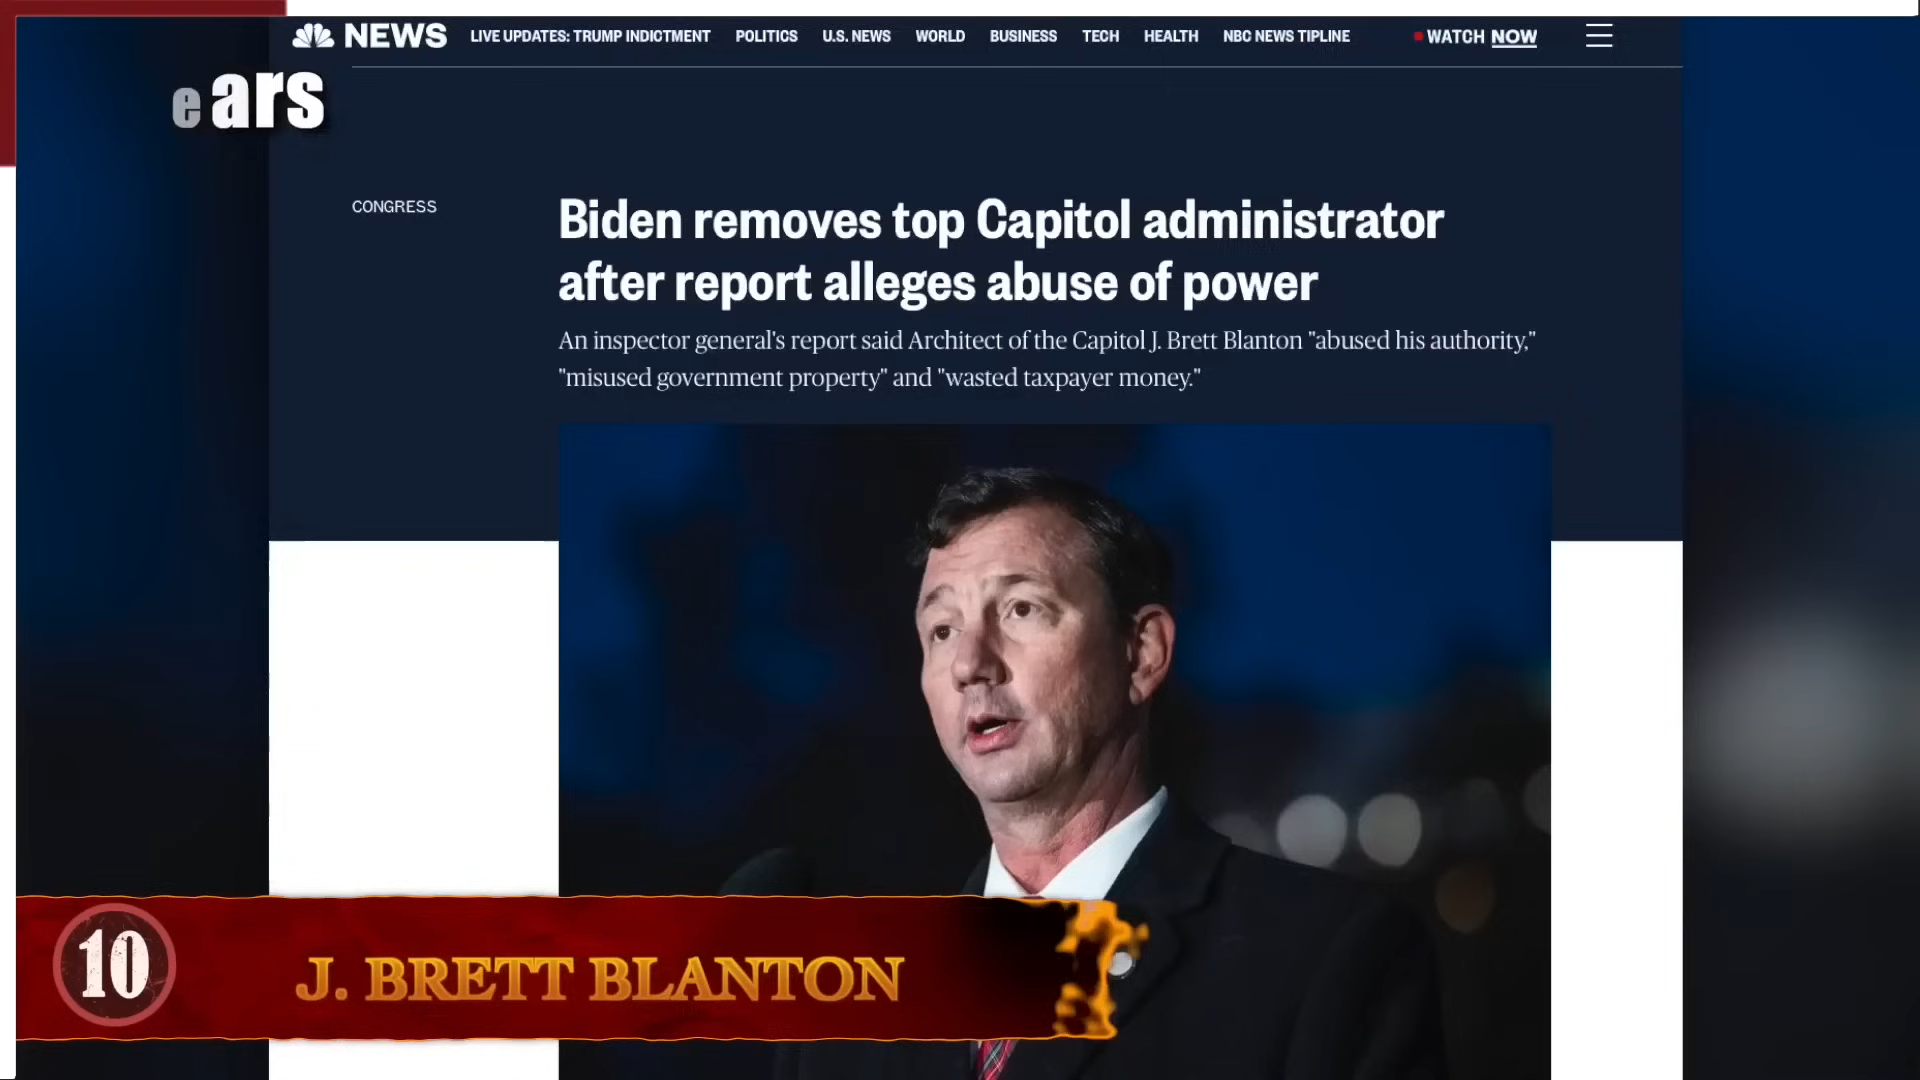 NEWS LIVE UPDATES: TRUMP INDICTMENT POLITICS U.S. NEWS WORLD BUSINESS TECH HEALTH NBC NEWS TIPLINE WATCH NOW
ears
CONGRESS
Biden removes top Capitol administrator
after report alleges abuse of power
An inspector general's report said Architect of the Capitol J. Brett Blanton "abused his authority,"
"misused government property" and "wasted taxpayer money."
10 J. BRETT BLANTON